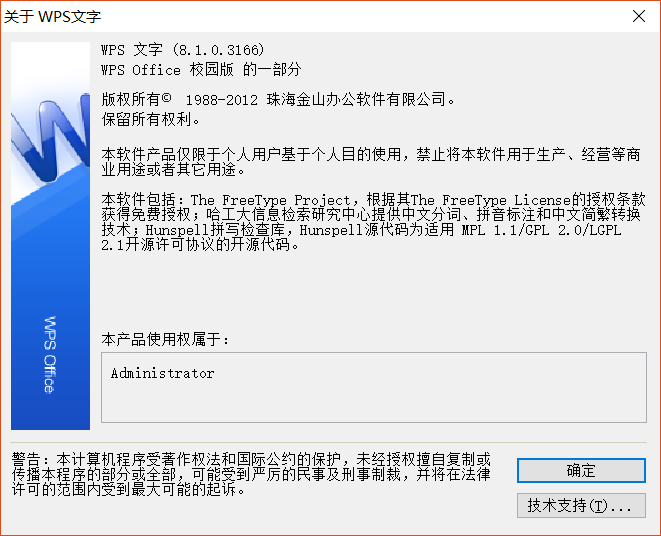 关于 WPS文字
WPS 文字 (8.1.0.3166)
WPS Office 校园版 的一部分
版权所有© 1988-2012 珠海金山办公软件有限公司。
保留所有权利。
本软件产品仅限于个人用户基于个人目的使用，禁止将本软件用于生产、经营等商
业用途或者其它用途。
本软件包括：The FreeType Project，根据其The FreeType License的授权条款
获得免费授权；哈工大信息检索研究中心提供中文分词、拼音标注和中文简繁转换
技术；Hunspell拼写检查库，Hunspell源代码为适用 MPL 1.1/GPL 2.0/LGPL
2.1开源许可协议的开源代码。
WPS Office
本产品使用权属于：
Administrator
警告：本计算机程序受著作权法和国际公约的保护，未经授权擅自复制或
传播本程序的部分或全部，可能受到严厉的民事及刑事制裁，并将在法律
许可的范围内受到最大可能的起诉。
确定
技术支持(T)...